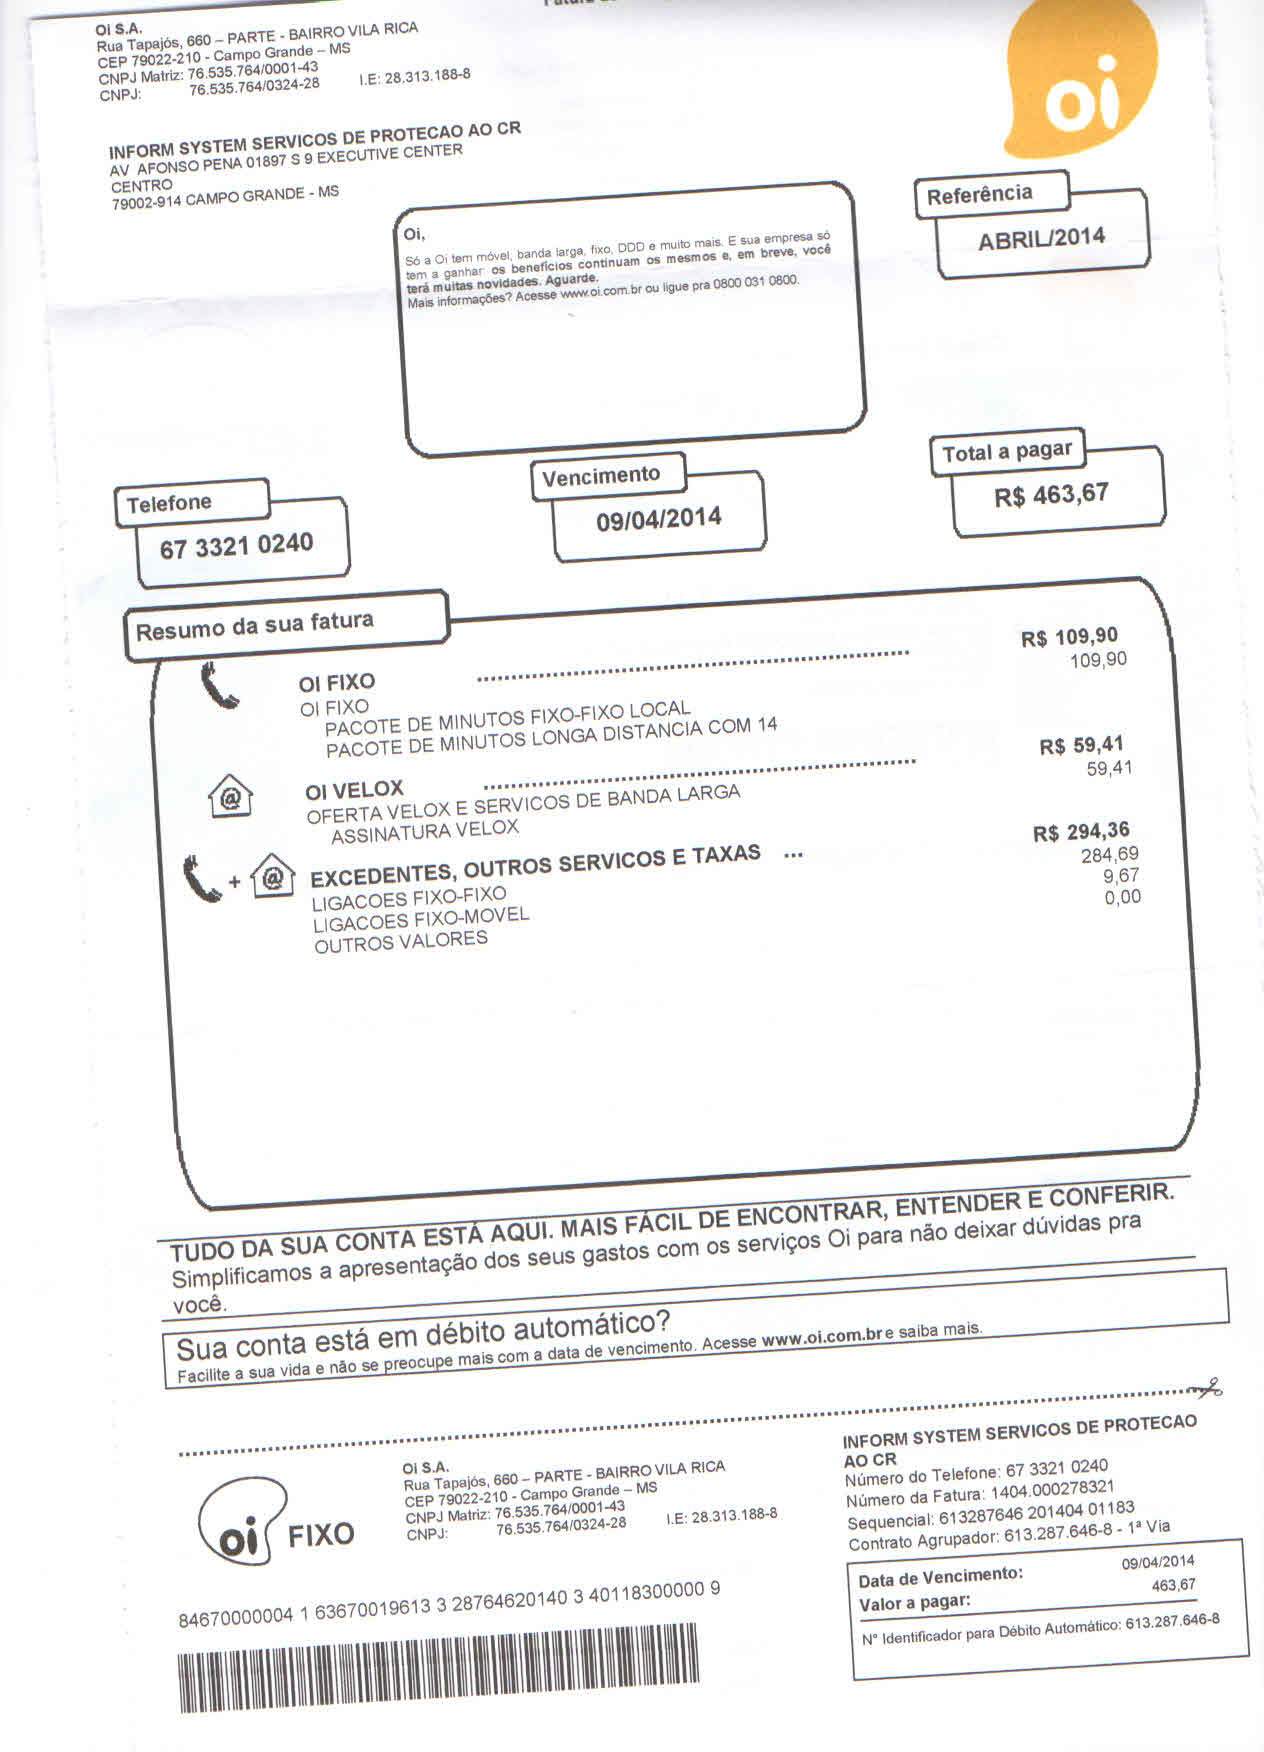 Oi S.A.
Rua Tapajós, 660 – PARTE - BAIRRO VILA RICA
CEP 79022-210 - Campo Grande – MS
CNPJ Matriz: 76.535.764/0001-43
CNPJ: 76.535.764/0324-28 I.E: 28.313.188-8
oi
INFORM SYSTEM SERVICOS DE PROTECAO AO CR
AV AFONSO PENA 01897 S 9 EXECUTIVE CENTER
CENTRO
79002-914 CAMPO GRANDE - MS
Oi,
Só a Oi tem móvel, banda larga, fixo, DDD e muito mais. E sua empresa só
tem a ganhar: os benefícios continuam os mesmos e, em breve, você
terá muitas novidades. Aguarde.
Mais informações? Acesse www.oi.com.br ou ligue pra 0800 031 0800.
Referência
ABRIL/2014
Telefone
67 3321 0240
Vencimento
09/04/2014
Total a pagar
R$ 463,67
Resumo da sua fatura
OI FIXO ........ R$ 109,90
OI FIXO 109,90
PACOTE DE MINUTOS FIXO-FIXO LOCAL
PACOTE DE MINUTOS LONGA DISTANCIA COM 14
OI VELOX ........ R$ 59,41
OFERTA VELOX E SERVICOS DE BANDA LARGA 59,41
ASSINATURA VELOX
EXCEDENTES, OUTROS SERVICOS E TAXAS ... R$ 294,36
LIGACOES FIXO-FIXO 284,69
LIGACOES FIXO-MOVEL 9,67
OUTROS VALORES 0,00
@
+ @
TUDO DA SUA CONTA ESTÁ AQUI. MAIS FÁCIL DE ENCONTRAR, ENTENDER E CONFERIR.
Simplificamos a apresentação dos seus gastos com os serviços Oi para não deixar dúvidas pra
você.
Sua conta está em débito automático?
Facilite a sua vida e não se preocupe mais com a data de vencimento. Acesse www.oi.com.br e saiba mais.
oi FIXO
Oi S.A.
Rua Tapajós, 660 – PARTE - BAIRRO VILA RICA
CEP 79022-210 - Campo Grande – MS
CNPJ Matriz: 76.535.764/0001-43
CNPJ: 76.535.764/0324-28 I.E: 28.313.188-8
INFORM SYSTEM SERVICOS DE PROTECAO
AO CR
Número do Telefone: 67 3321 0240
Número da Fatura: 1404.000278321
Sequencial: 613287646 201404 01183
Contrato Agrupador: 613.287.646-8 - 1ª Via
Data de Vencimento: 09/04/2014
Valor a pagar: 463,67
N° Identificador para Débito Automático: 613.287.646-8
84670000004 1 63670019613 3 28764620140 3 40118300000 9